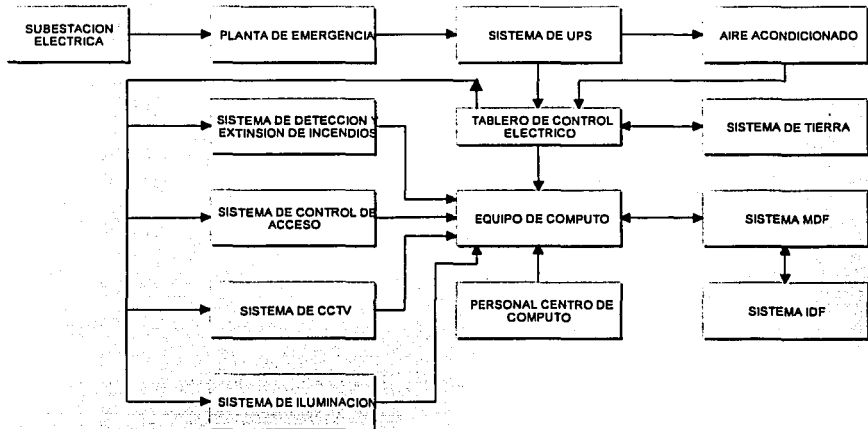 SUBESTACION
ELECTRICA
PLANTA DE EMERGENCIA
SISTEMA DE UPS
AIRE ACONDICIONADO
SISTEMA DE DETECCION Y
EXTINSION DE INCENDIOS
TABLERO DE CONTROL
ELECTRICO
SISTEMA DE TIERRA
SISTEMA DE CONTROL DE
ACCESO
EQUIPO DE COMPUTO
SISTEMA MDF
SISTEMA DE CCTV
PERSONAL CENTRO DE
COMPUTO
SISTEMA IDF
SISTEMA DE ILUMINACION